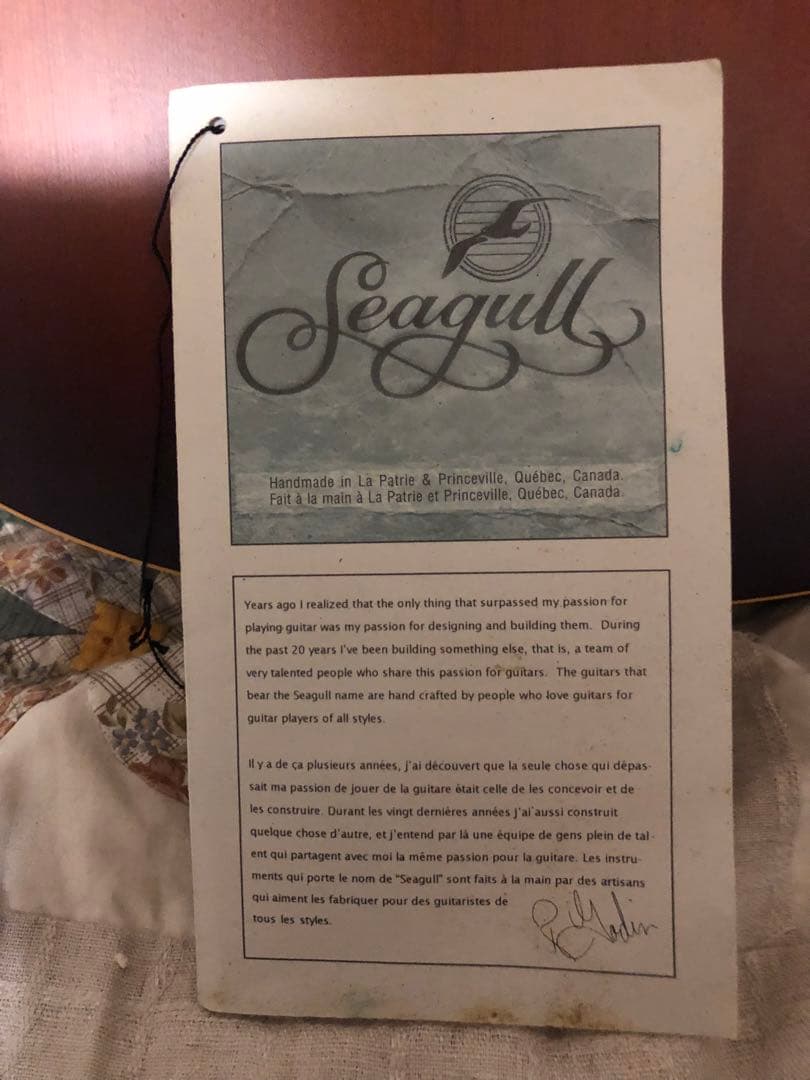 Seagull
Handmade in La Patrie & Princeville, Québec, Canada.
Fait à la main à La Patrie et Princeville, Québec, Canada.
Years ago I realized that the only thing that surpassed my passion for
playing guitar was my passion for designing and building them. During
the past 20 years I've been building something else, that is, a team of
very talented people who share this passion for guitars. The guitars that
bear the Seagull name are hand crafted by people who love guitars for
guitar players of all styles.
Il y a de ça plusieurs années, j'ai découvert que la seule chose qui dépas-
sait ma passion de jouer de la guitare était celle de les concevoir et de
les construire. Durant les vingt dernières années j'ai aussi construit
quelque chose d'autre, et j'entend par là une équipe de gens plein de tal-
ent qui partagent avec moi la même passion pour la guitare. Les instru-
ments qui porte le nom de "Seagull" sont faits à la main par des artisans
qui aiment les fabriquer pour des guitaristes de
tous les styles.
Godin